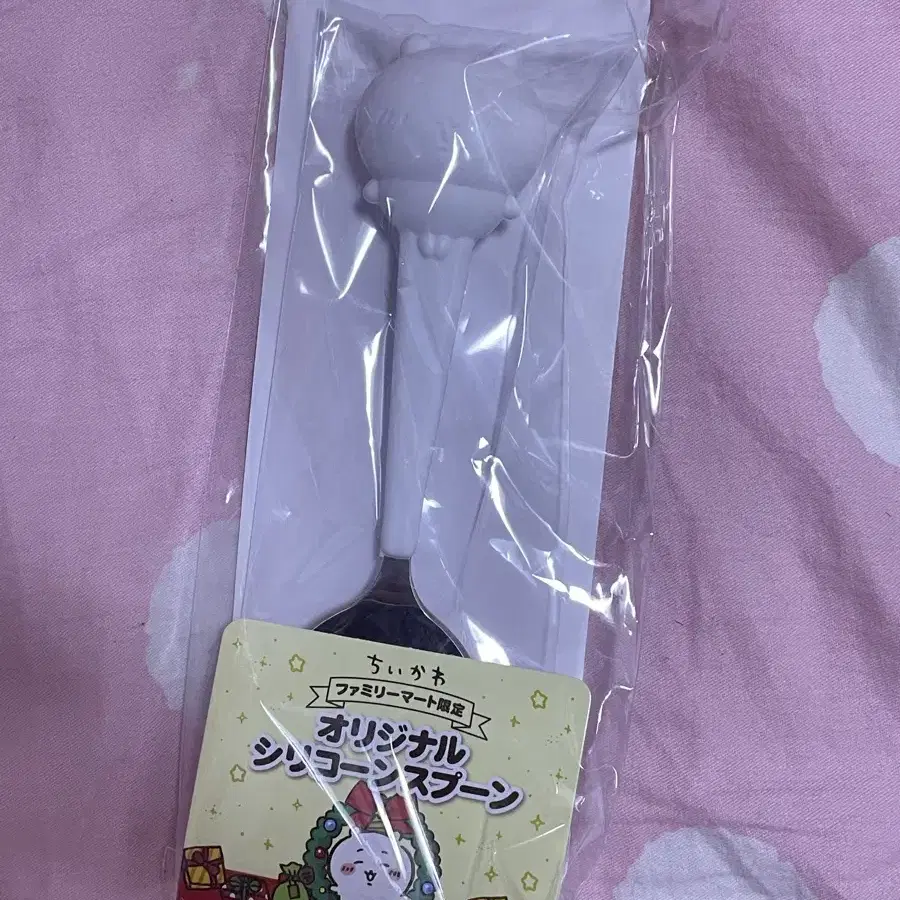 ちいかわ
ファミリーマート限定
オリジナル
シリコーンスプーン